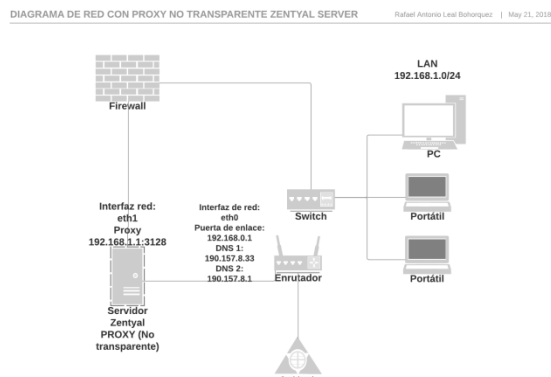 DIAGRAMA DE RED CON PROXY NO TRANSPARENTE ZENTYAL SERVER
Rafael Antonio Leal Bohorquez | May 21, 2018
LAN
192.168.1.0/24
Firewall
PC
Interfaz red:
eth1
Proxy
192.168.1.1:3128
Interfaz de red:
eth0
Puerta de enlace:
192.168.0.1
DNS 1:
190.157.8.33
DNS 2:
190.157.8.1
Switch
Portátil
Enrutador
Portátil
Servidor
Zentyal
PROXY (No
transparente)